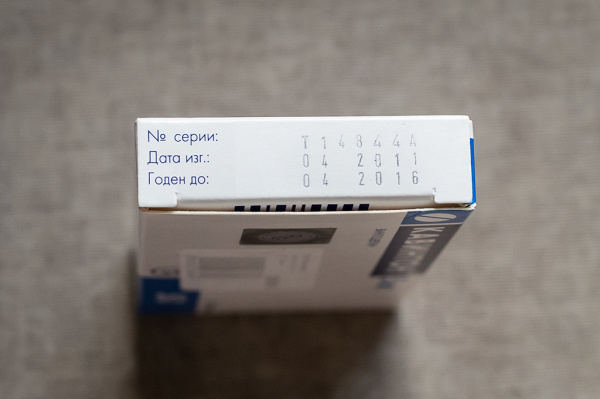 № серии: T14844A
Дата изг.: 04 2011
Годен до: 04 2016